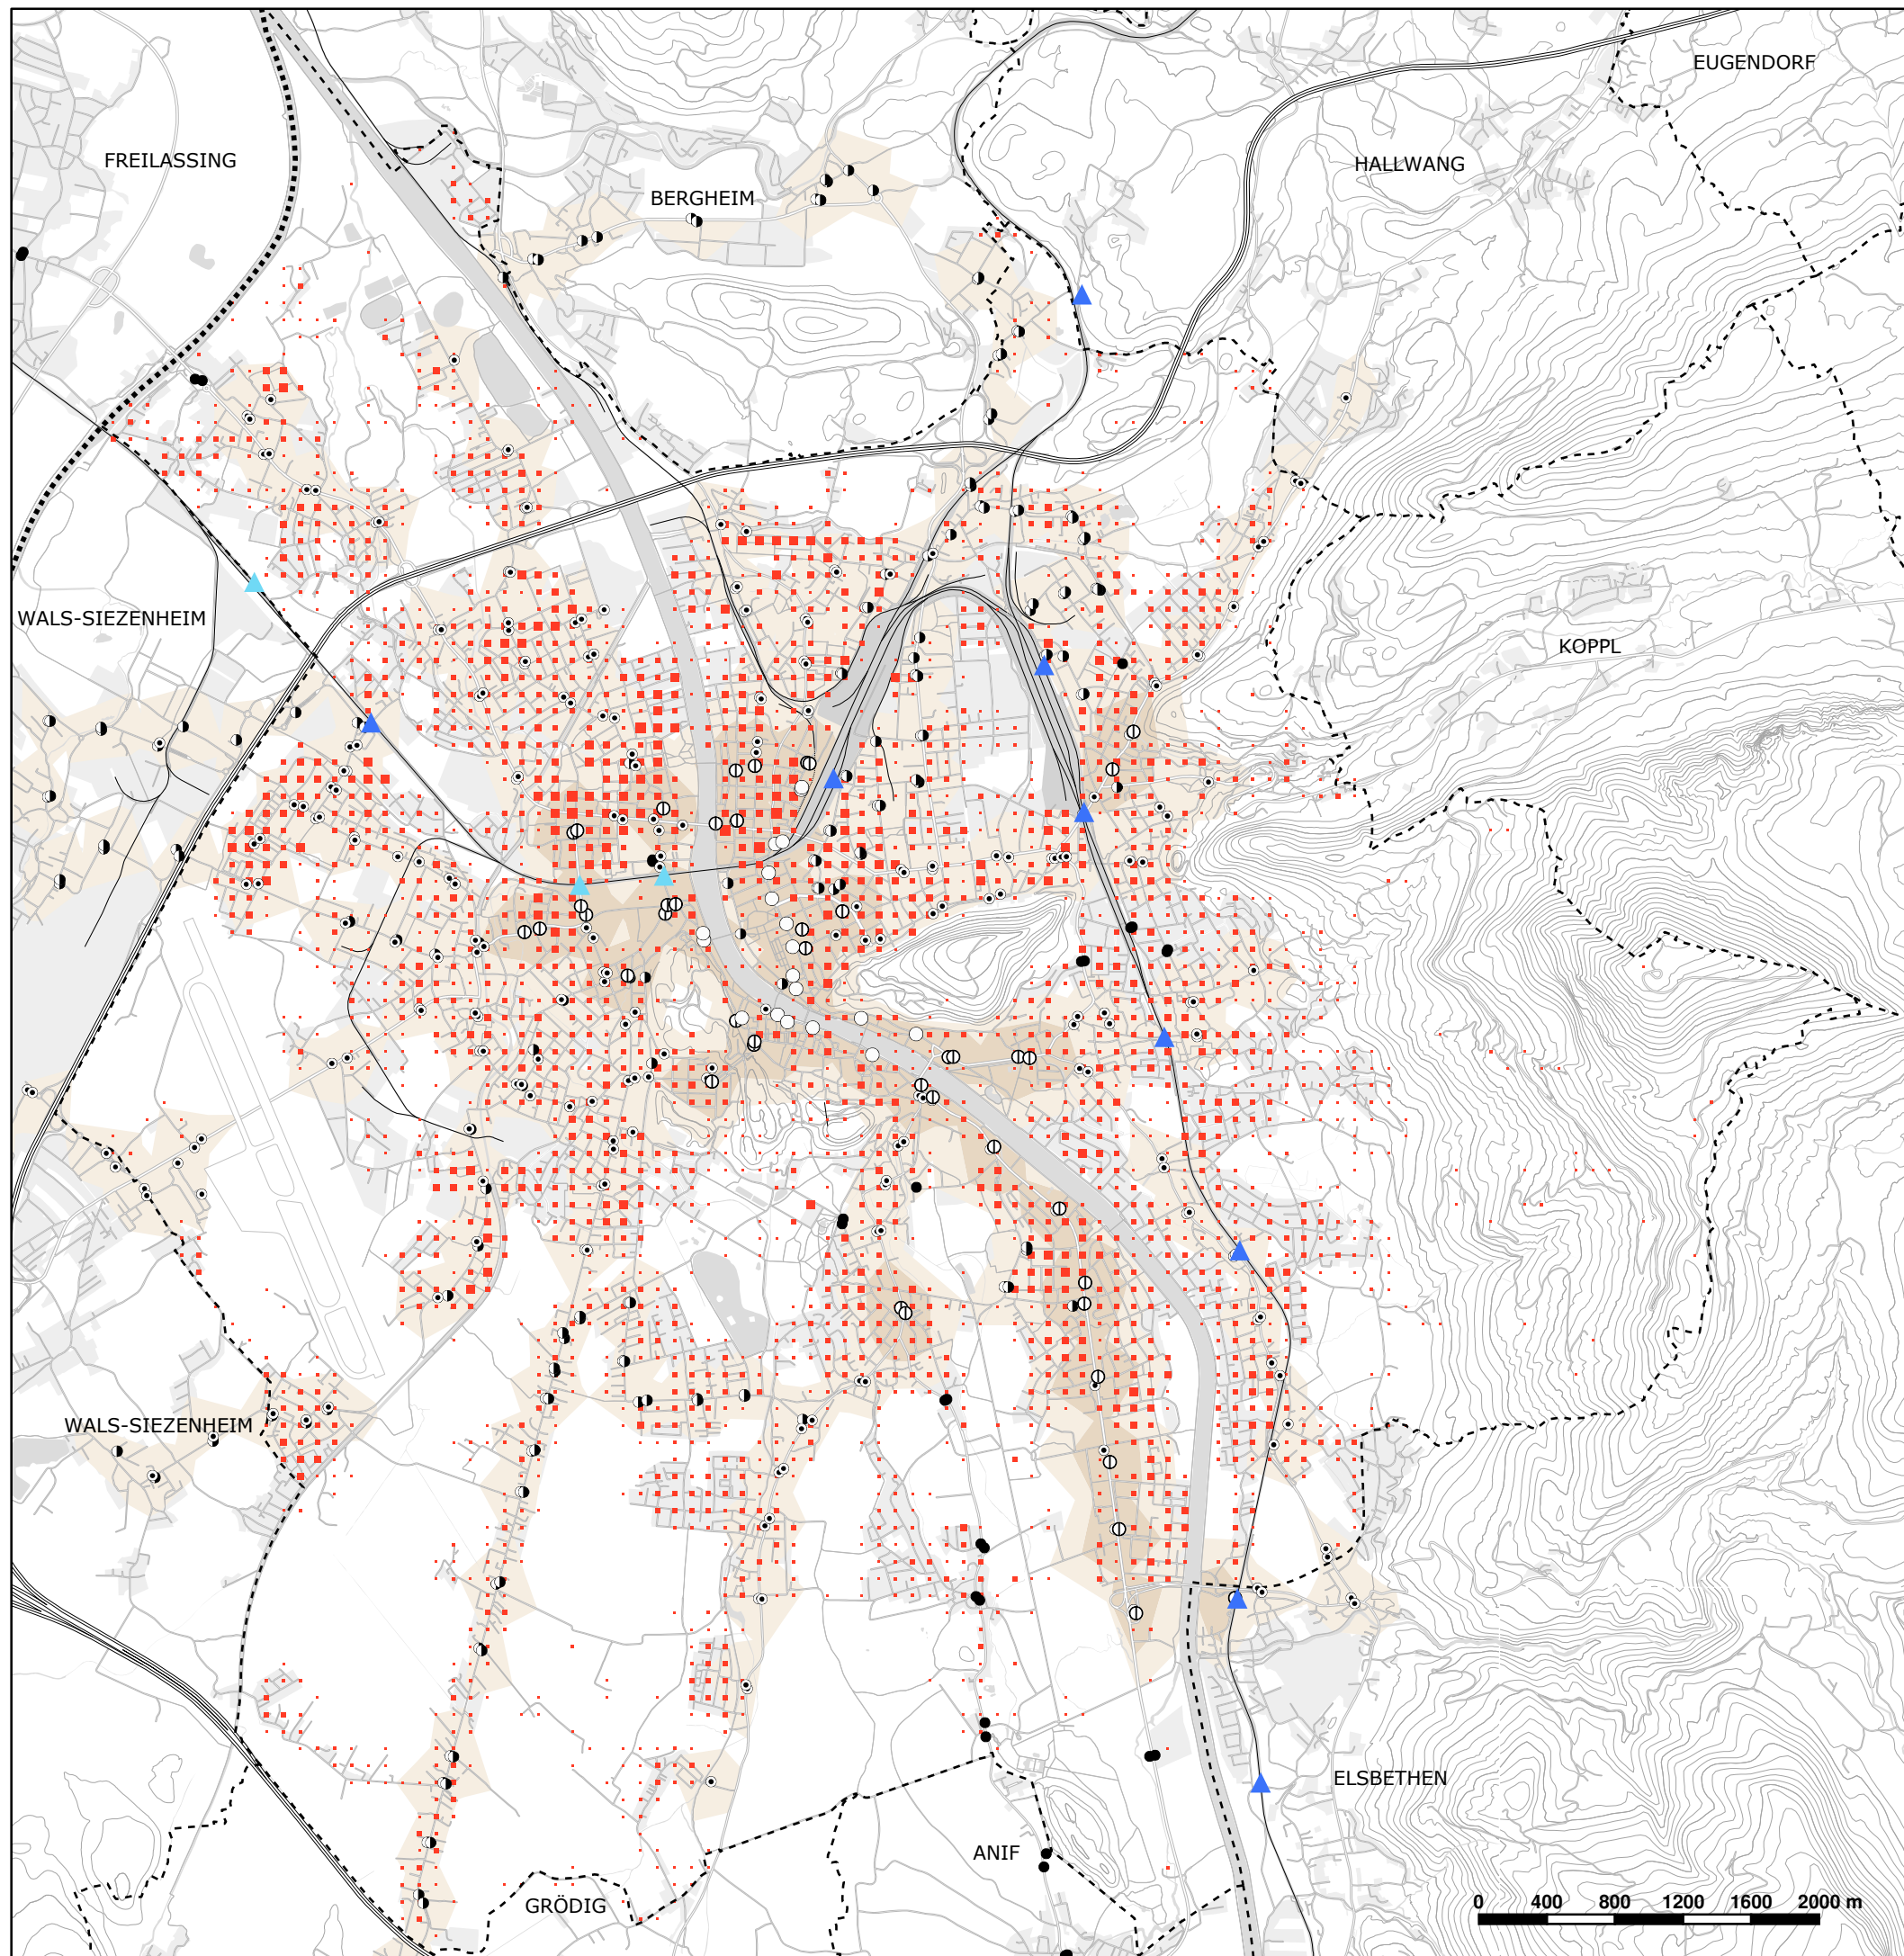 EUGENDORF
FREILASSING
HALLWANG
BERGHEIM
WALS-SIEZENHEIM
KOPPL
WALS-SIEZENHEIM
ELSBETHEN
ANIF
GRÖDIG
0 400 800 1200 1600 2000 m